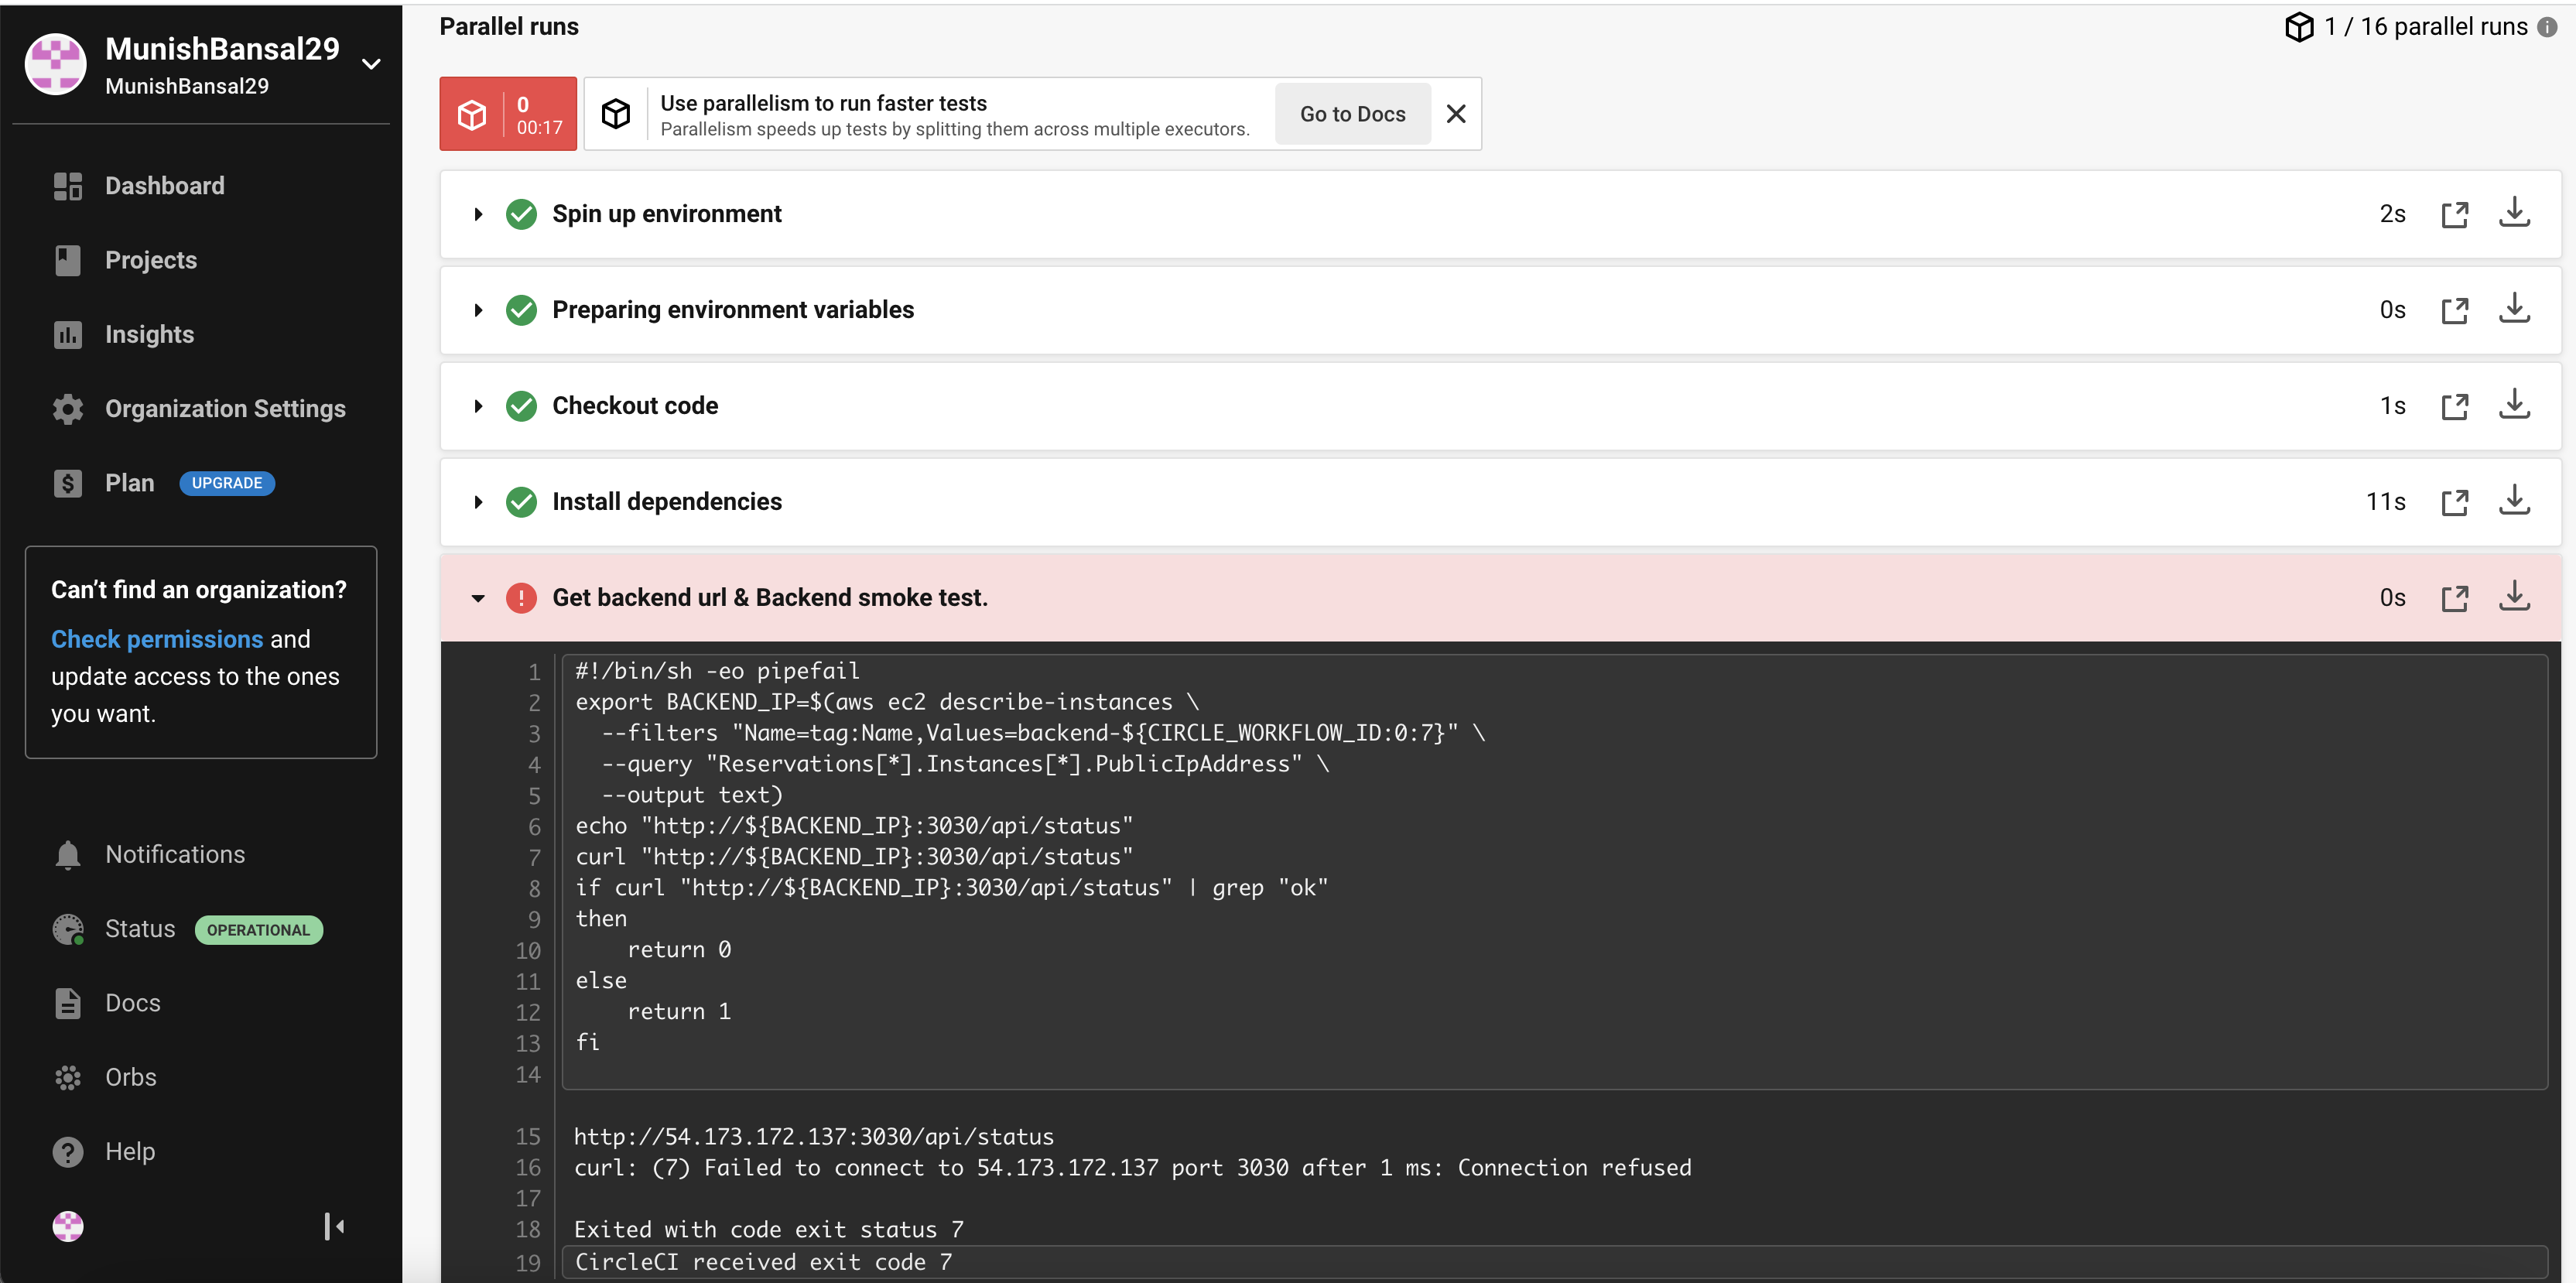 MunishBansal29
MunishBansal29
Dashboard
Projects
Insights
Organization Settings
Plan UPGRADE
Can't find an organization?
Check permissions and
update access to the ones
you want.
Notifications
Status OPERATIONAL
Docs
Orbs
Help
Parallel runs
1 / 16 parallel runs
0
00:17
Use parallelism to run faster tests
Parallelism speeds up tests by splitting them across multiple executors.
Go to Docs
Spin up environment 2s
Preparing environment variables 0s
Checkout code 1s
Install dependencies 11s
Get backend url & Backend smoke test. 0s
1 #!/bin/sh -eo pipefail
2 export BACKEND_IP=$(aws ec2 describe-instances \
3   --filters "Name=tag:Name,Values=backend-${CIRCLE_WORKFLOW_ID:0:7}" \
4   --query "Reservations[*].Instances[*].PublicIpAddress" \
5   --output text)
6 echo "http://${BACKEND_IP}:3030/api/status"
7 curl "http://${BACKEND_IP}:3030/api/status"
8 if curl "http://${BACKEND_IP}:3030/api/status" | grep "ok"
9 then
10     return 0
11 else
12     return 1
13 fi
14
15 http://54.173.172.137:3030/api/status
16 curl: (7) Failed to connect to 54.173.172.137 port 3030 after 1 ms: Connection refused
17
18 Exited with code exit status 7
19 CircleCI received exit code 7